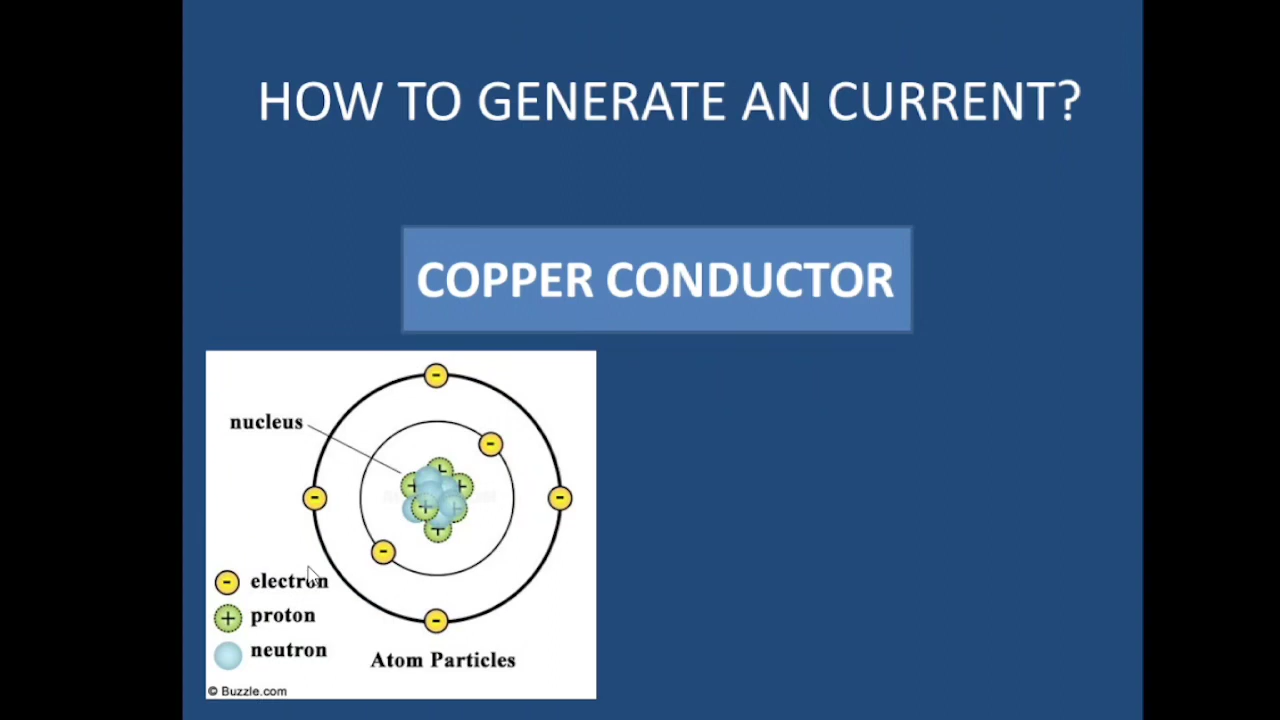 HOW TO GENERATE AN CURRENT?
COPPER CONDUCTOR
nucleus
electron
proton
neutron
Atom Particles
© Buzzle.com